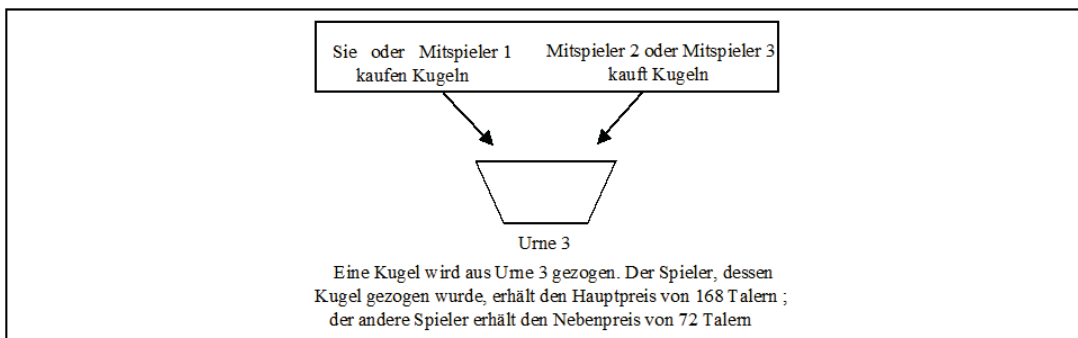 Sie oder Mitspieler 1
kaufen Kugeln
Mitspieler 2 oder Mitspieler 3
kauft Kugeln
Urne 3
Eine Kugel wird aus Urne 3 gezogen. Der Spieler, dessen
Kugel gezogen wurde, erhält den Hauptpreis von 168 Talern ;
der andere Spieler erhält den Nebenpreis von 72 Talern